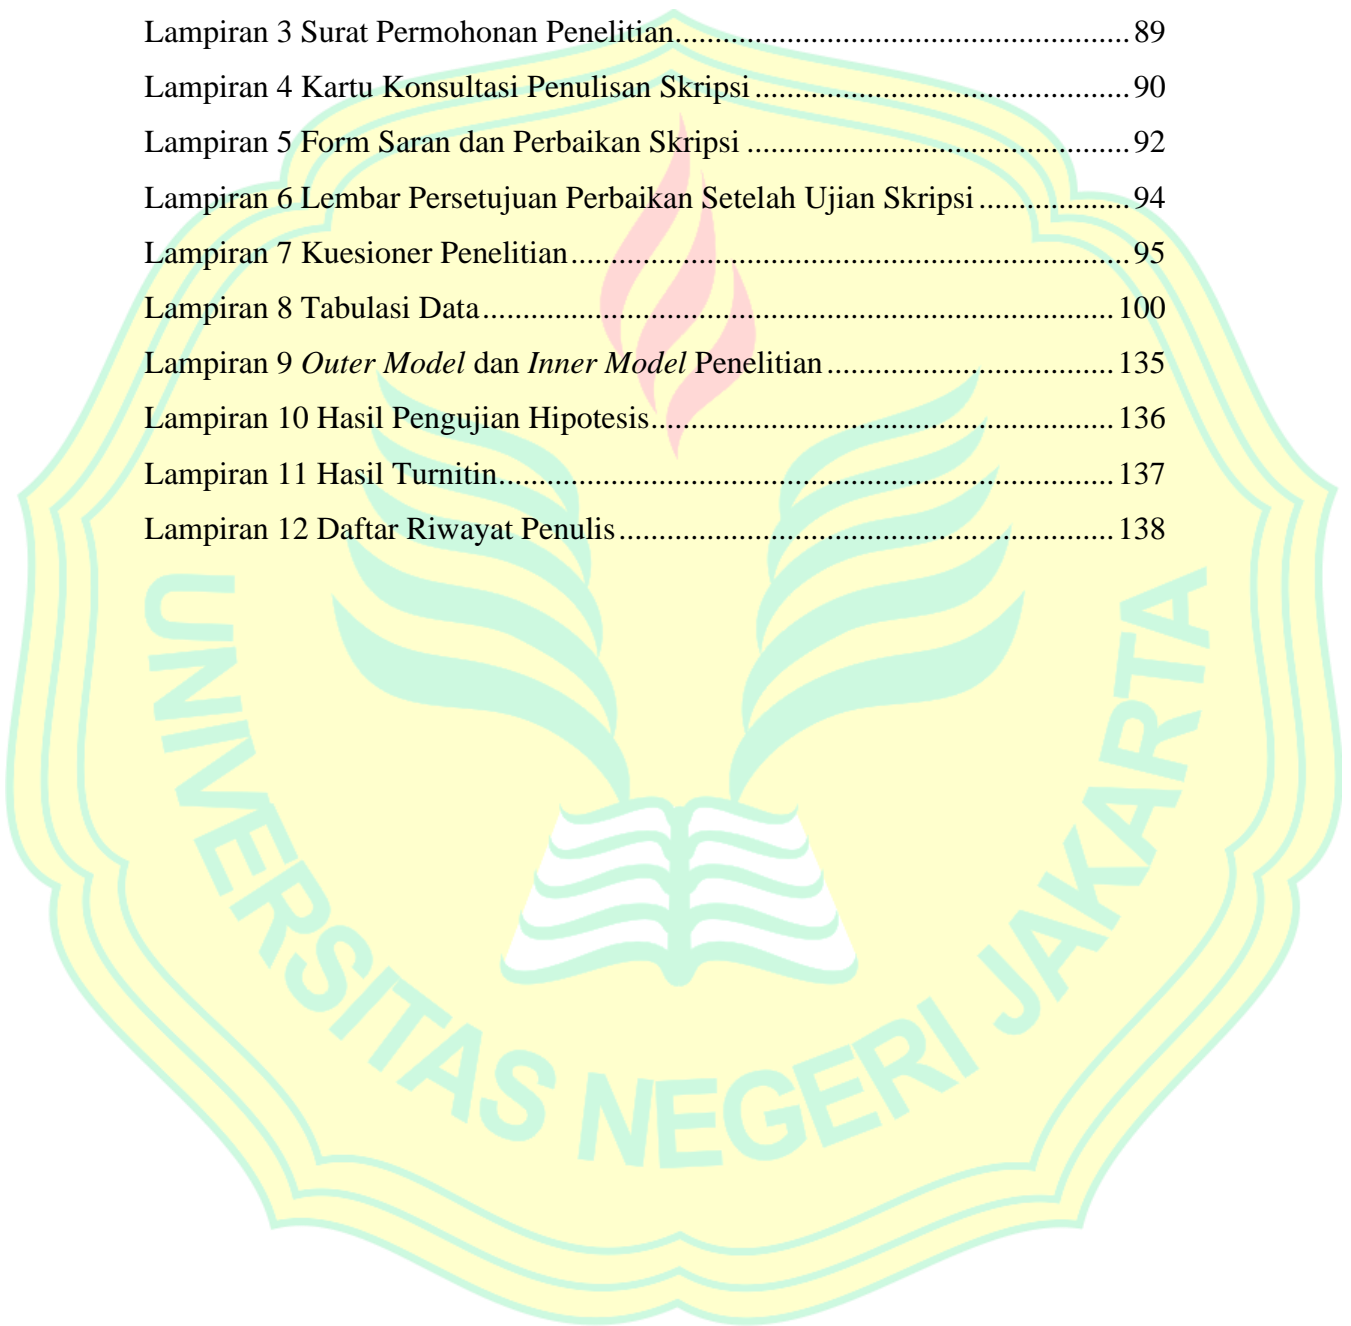 Lampiran 3 Surat Permohonan Penelitian........................................................ 89
Lampiran 4 Kartu Konsultasi Penulisan Skripsi .............................................. 90
Lampiran 5 Form Saran dan Perbaikan Skripsi ............................................... 92
Lampiran 6 Lembar Persetujuan Perbaikan Setelah Ujian Skripsi .................. 94
Lampiran 7 Kuesioner Penelitian..................................................................... 95
Lampiran 8 Tabulasi Data .............................................................................. 100
Lampiran 9 Outer Model dan Inner Model Penelitian ................................... 135
Lampiran 10 Hasil Pengujian Hipotesis......................................................... 136
Lampiran 11 Hasil Turnitin............................................................................ 137
Lampiran 12 Daftar Riwayat Penulis ............................................................. 138
UNIVERSITAS NEGERI JAKARTA